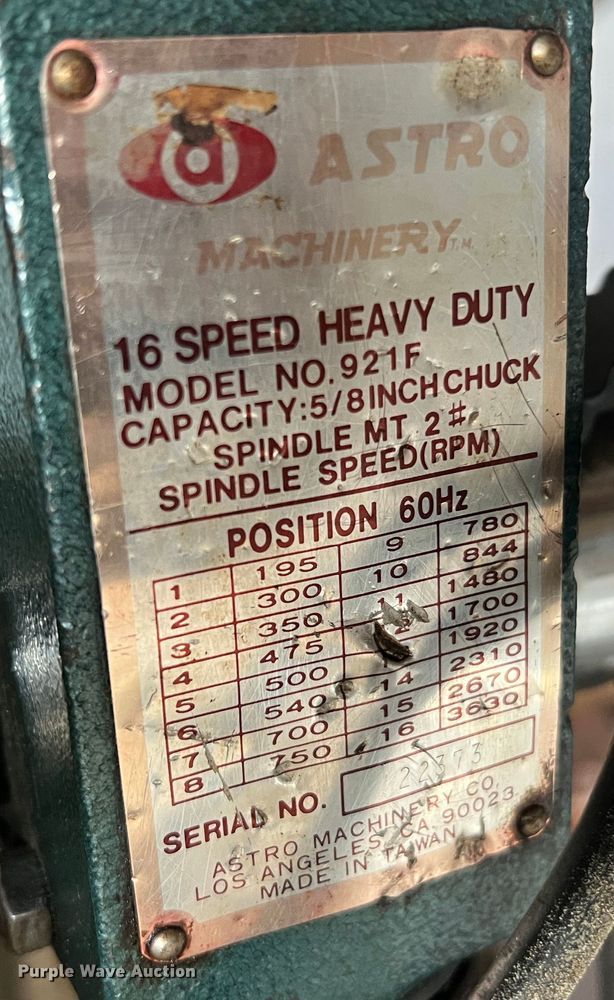 a ASTRO
MACHINERY T.M.
16 SPEED HEAVY DUTY
MODEL NO. 921F
CAPACITY: 5/8 INCH CHUCK
SPINDLE MT 2#
SPINDLE SPEED(RPM)
POSITION 60Hz
1 195 9 780
2 300 10 844
3 350 11 1480
4 475 1700
5 500 1920
6 540 14 2310
7 700 15 2670
8 750 16 3630
SERIAL NO. 22373
ASTRO MACHINERY CO.
LOS ANGELES, CA. 90023
MADE IN TAIWAN
Purple Wave Auction